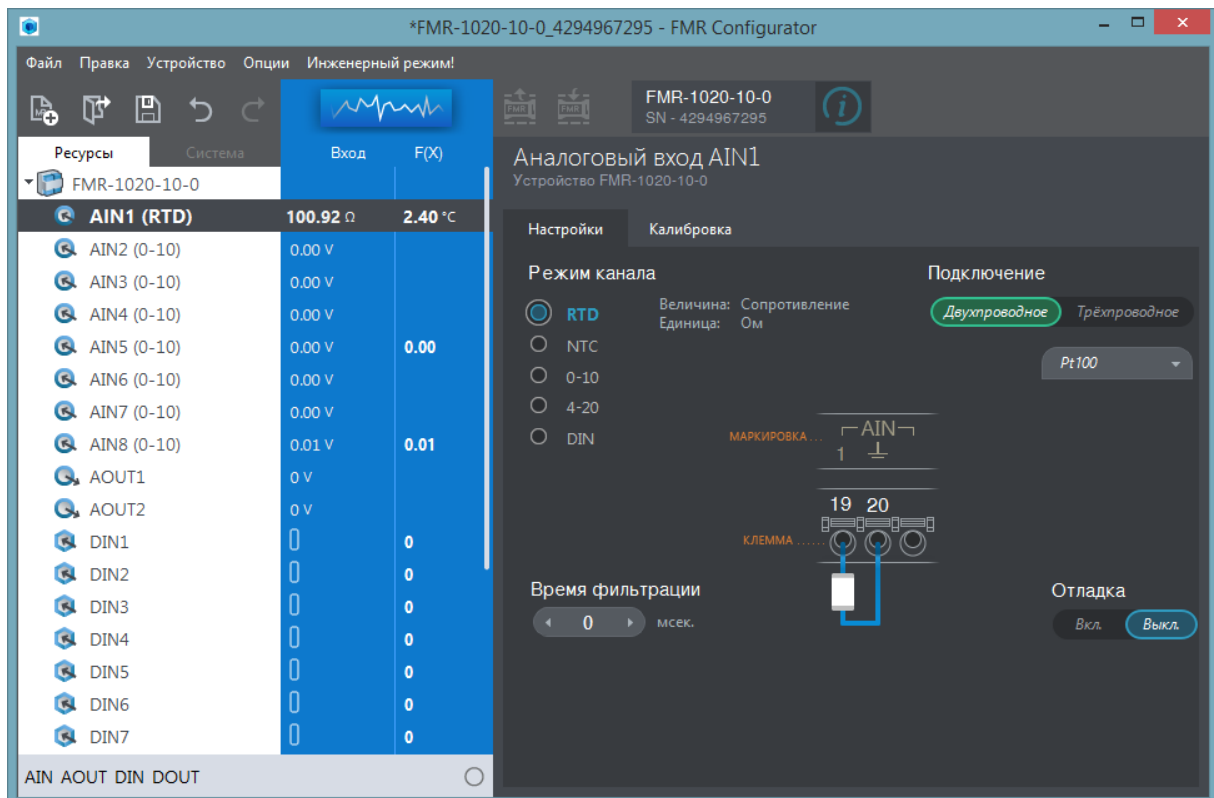 *FMR-1020-10-0_4294967295 - FMR Configurator
Файл Правка Устройство Опции Инженерный режим!
FMR FMR
FMR-1020-10-0
SN - 4294967295
Ресурсы Система Вход F(X)
Аналоговый вход AIN1
Устройство FMR-1020-10-0
FMR-1020-10-0
AIN1 (RTD) 100.92 Ω 2.40 °C
AIN2 (0-10) 0.00 V
AIN3 (0-10) 0.00 V
AIN4 (0-10) 0.00 V
AIN5 (0-10) 0.00 V 0.00
AIN6 (0-10) 0.00 V
AIN7 (0-10) 0.00 V
AIN8 (0-10) 0.01 V 0.01
AOUT1 0 V
AOUT2 0 V
DIN1 0
DIN2 0
DIN3 0
DIN4 0
DIN5 0
DIN6 0
DIN7 0
AIN AOUT DIN DOUT
Настройки Калибровка
Режим канала
RTD
NTC
0-10
4-20
DIN
Величина: Сопротивление
Единица: Ом
Подключение
Двухпроводное Трёхпроводное
Pt100
МАРКИРОВКА... AIN
1
19 20
КЛЕММА......
Время фильтрации
0 мсек.
Отладка
Вкл. Выкл.